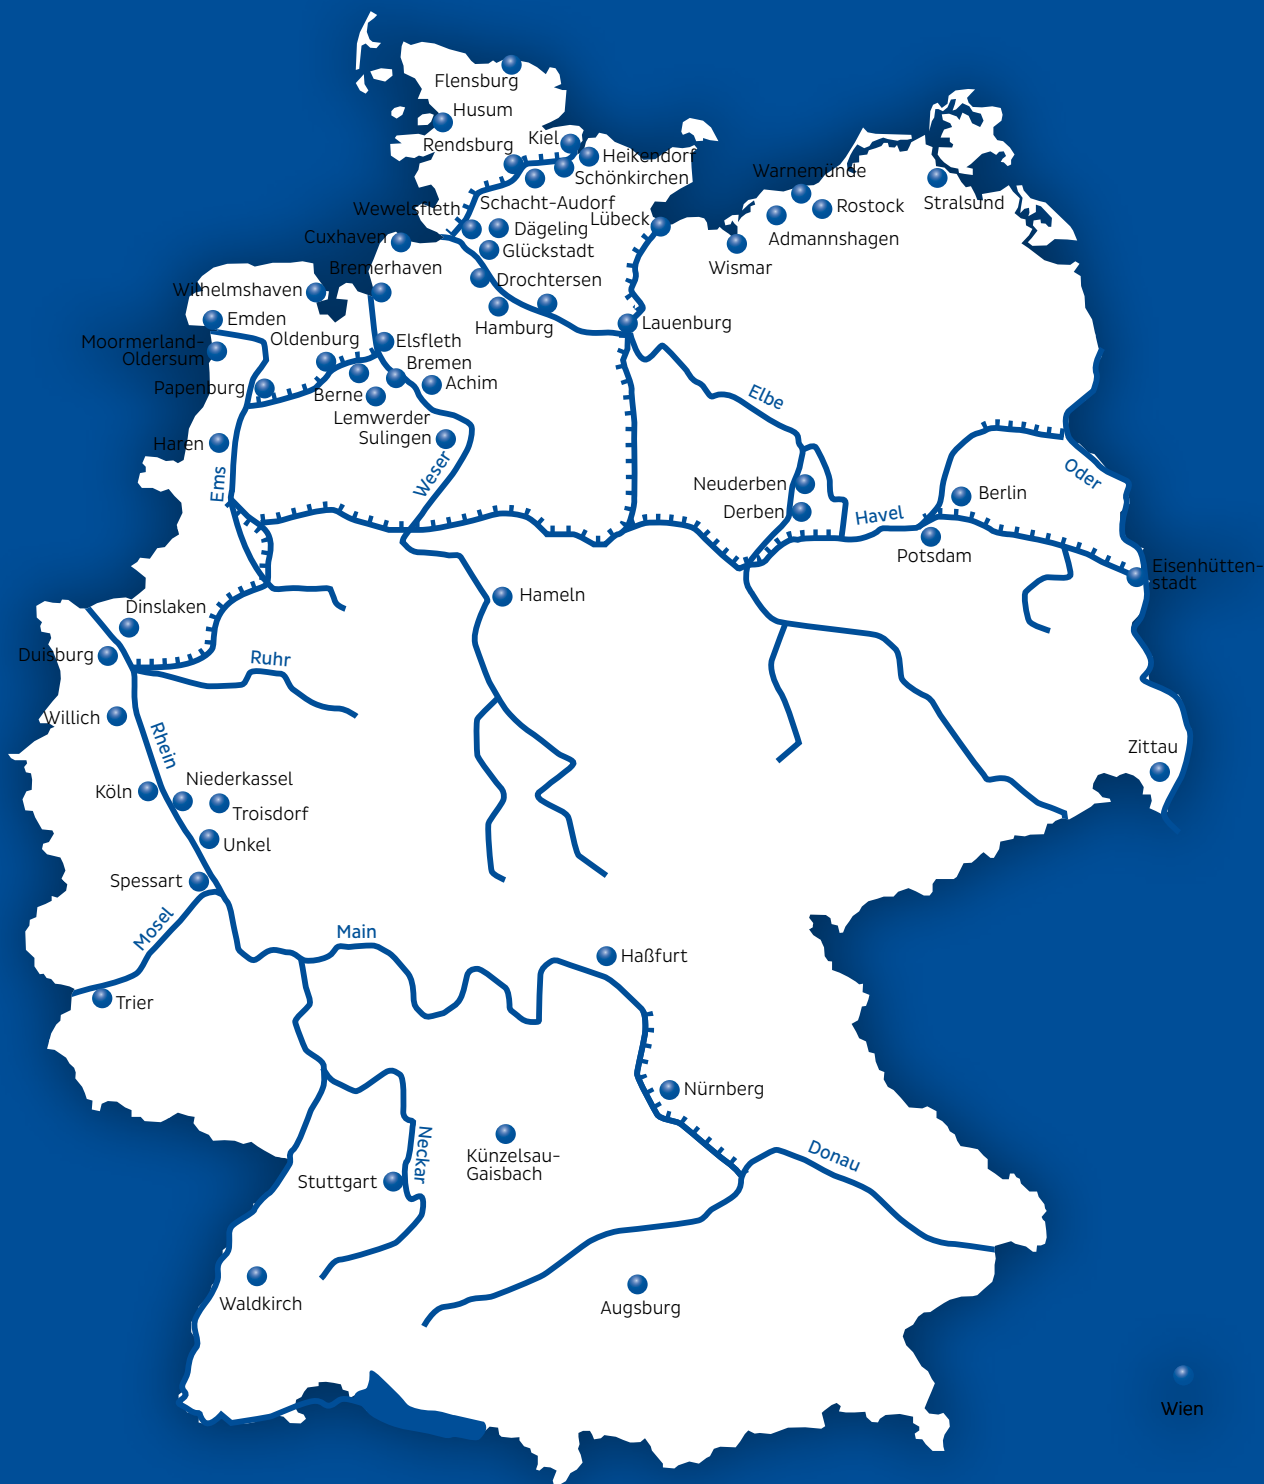 Flensburg
Husum
Kiel
Rendsburg
Heikendorf
Schönkirchen
Warnemünde
Schacht-Audorf
Stralsund
Rostock
Wewelsfleth
Lübeck
Dägeling
Admannshagen
Cuxhaven
Glückstadt
Bremerhaven
Wismar
Drochtersen
Wilhelmshaven
Emden
Hamburg
Lauenburg
Moormerland-
Oldersum
Oldenburg
Elsfleth
Bremen
Papenburg
Achim
Berne
Elbe
Lemwerder
Sulingen
Haren
Ems
Weser
Oder
Neuderben
Berlin
Derben
Havel
Potsdam
Eisenhütten-
stadt
Hameln
Dinslaken
Duisburg
Ruhr
Willich
Rhein
Zittau
Niederkassel
Köln
Troisdorf
Unkel
Spessart
Mosel
Main
Haßfurt
Trier
Nürnberg
Neckar
Künzelsau-
Gaisbach
Donau
Stuttgart
Waldkirch
Augsburg
Wien